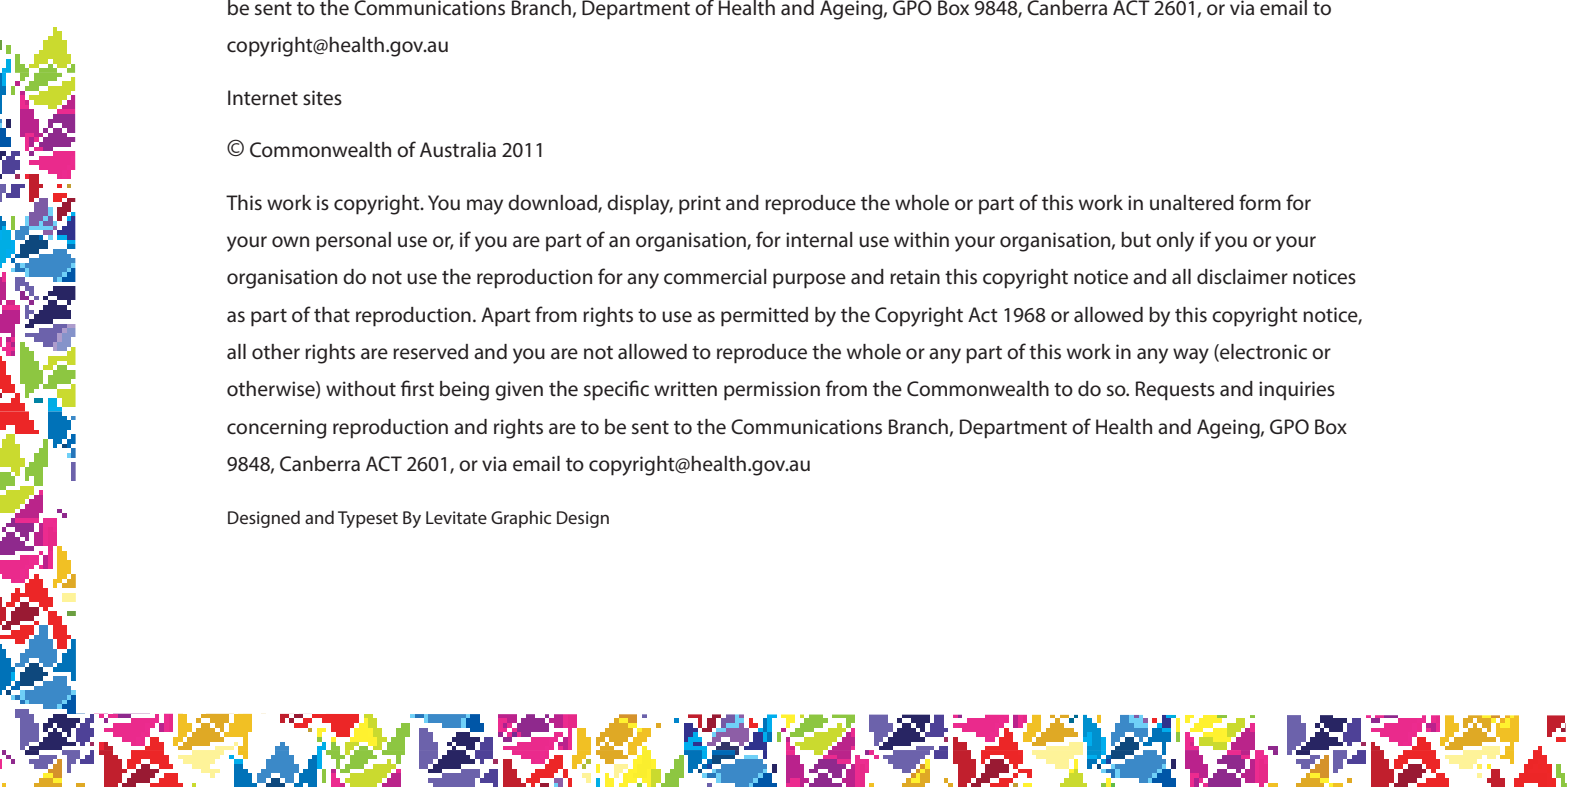 be sent to the Communications Branch, Department of Health and Ageing, GPO Box 9848, Canberra ACT 2601, or via email to
copyright@health.gov.au
Internet sites
© Commonwealth of Australia 2011
This work is copyright. You may download, display, print and reproduce the whole or part of this work in unaltered form for
your own personal use or, if you are part of an organisation, for internal use within your organisation, but only if you or your
organisation do not use the reproduction for any commercial purpose and retain this copyright notice and all disclaimer notices
as part of that reproduction. Apart from rights to use as permitted by the Copyright Act 1968 or allowed by this copyright notice,
all other rights are reserved and you are not allowed to reproduce the whole or any part of this work in any way (electronic or
otherwise) without first being given the specific written permission from the Commonwealth to do so. Requests and inquiries
concerning reproduction and rights are to be sent to the Communications Branch, Department of Health and Ageing, GPO Box
9848, Canberra ACT 2601, or via email to copyright@health.gov.au
Designed and Typeset By Levitate Graphic Design